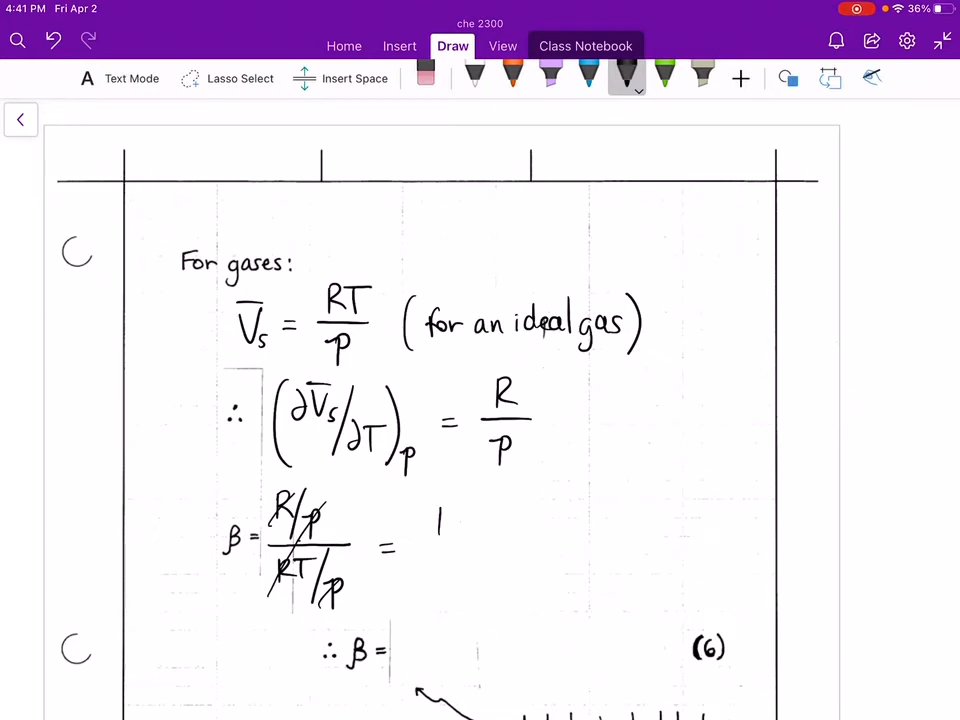 4:41 PM Fri Apr 2
36%
che 2300
Home Insert Draw View Class Notebook
A Text Mode Lasso Select Insert Space
For gases:
V̅s = RT/p (for an ideal gas)
∴ (∂V̅s/∂T)p = R/p
β = (R/p)/(RT/p) = 1
∴ β = (6)